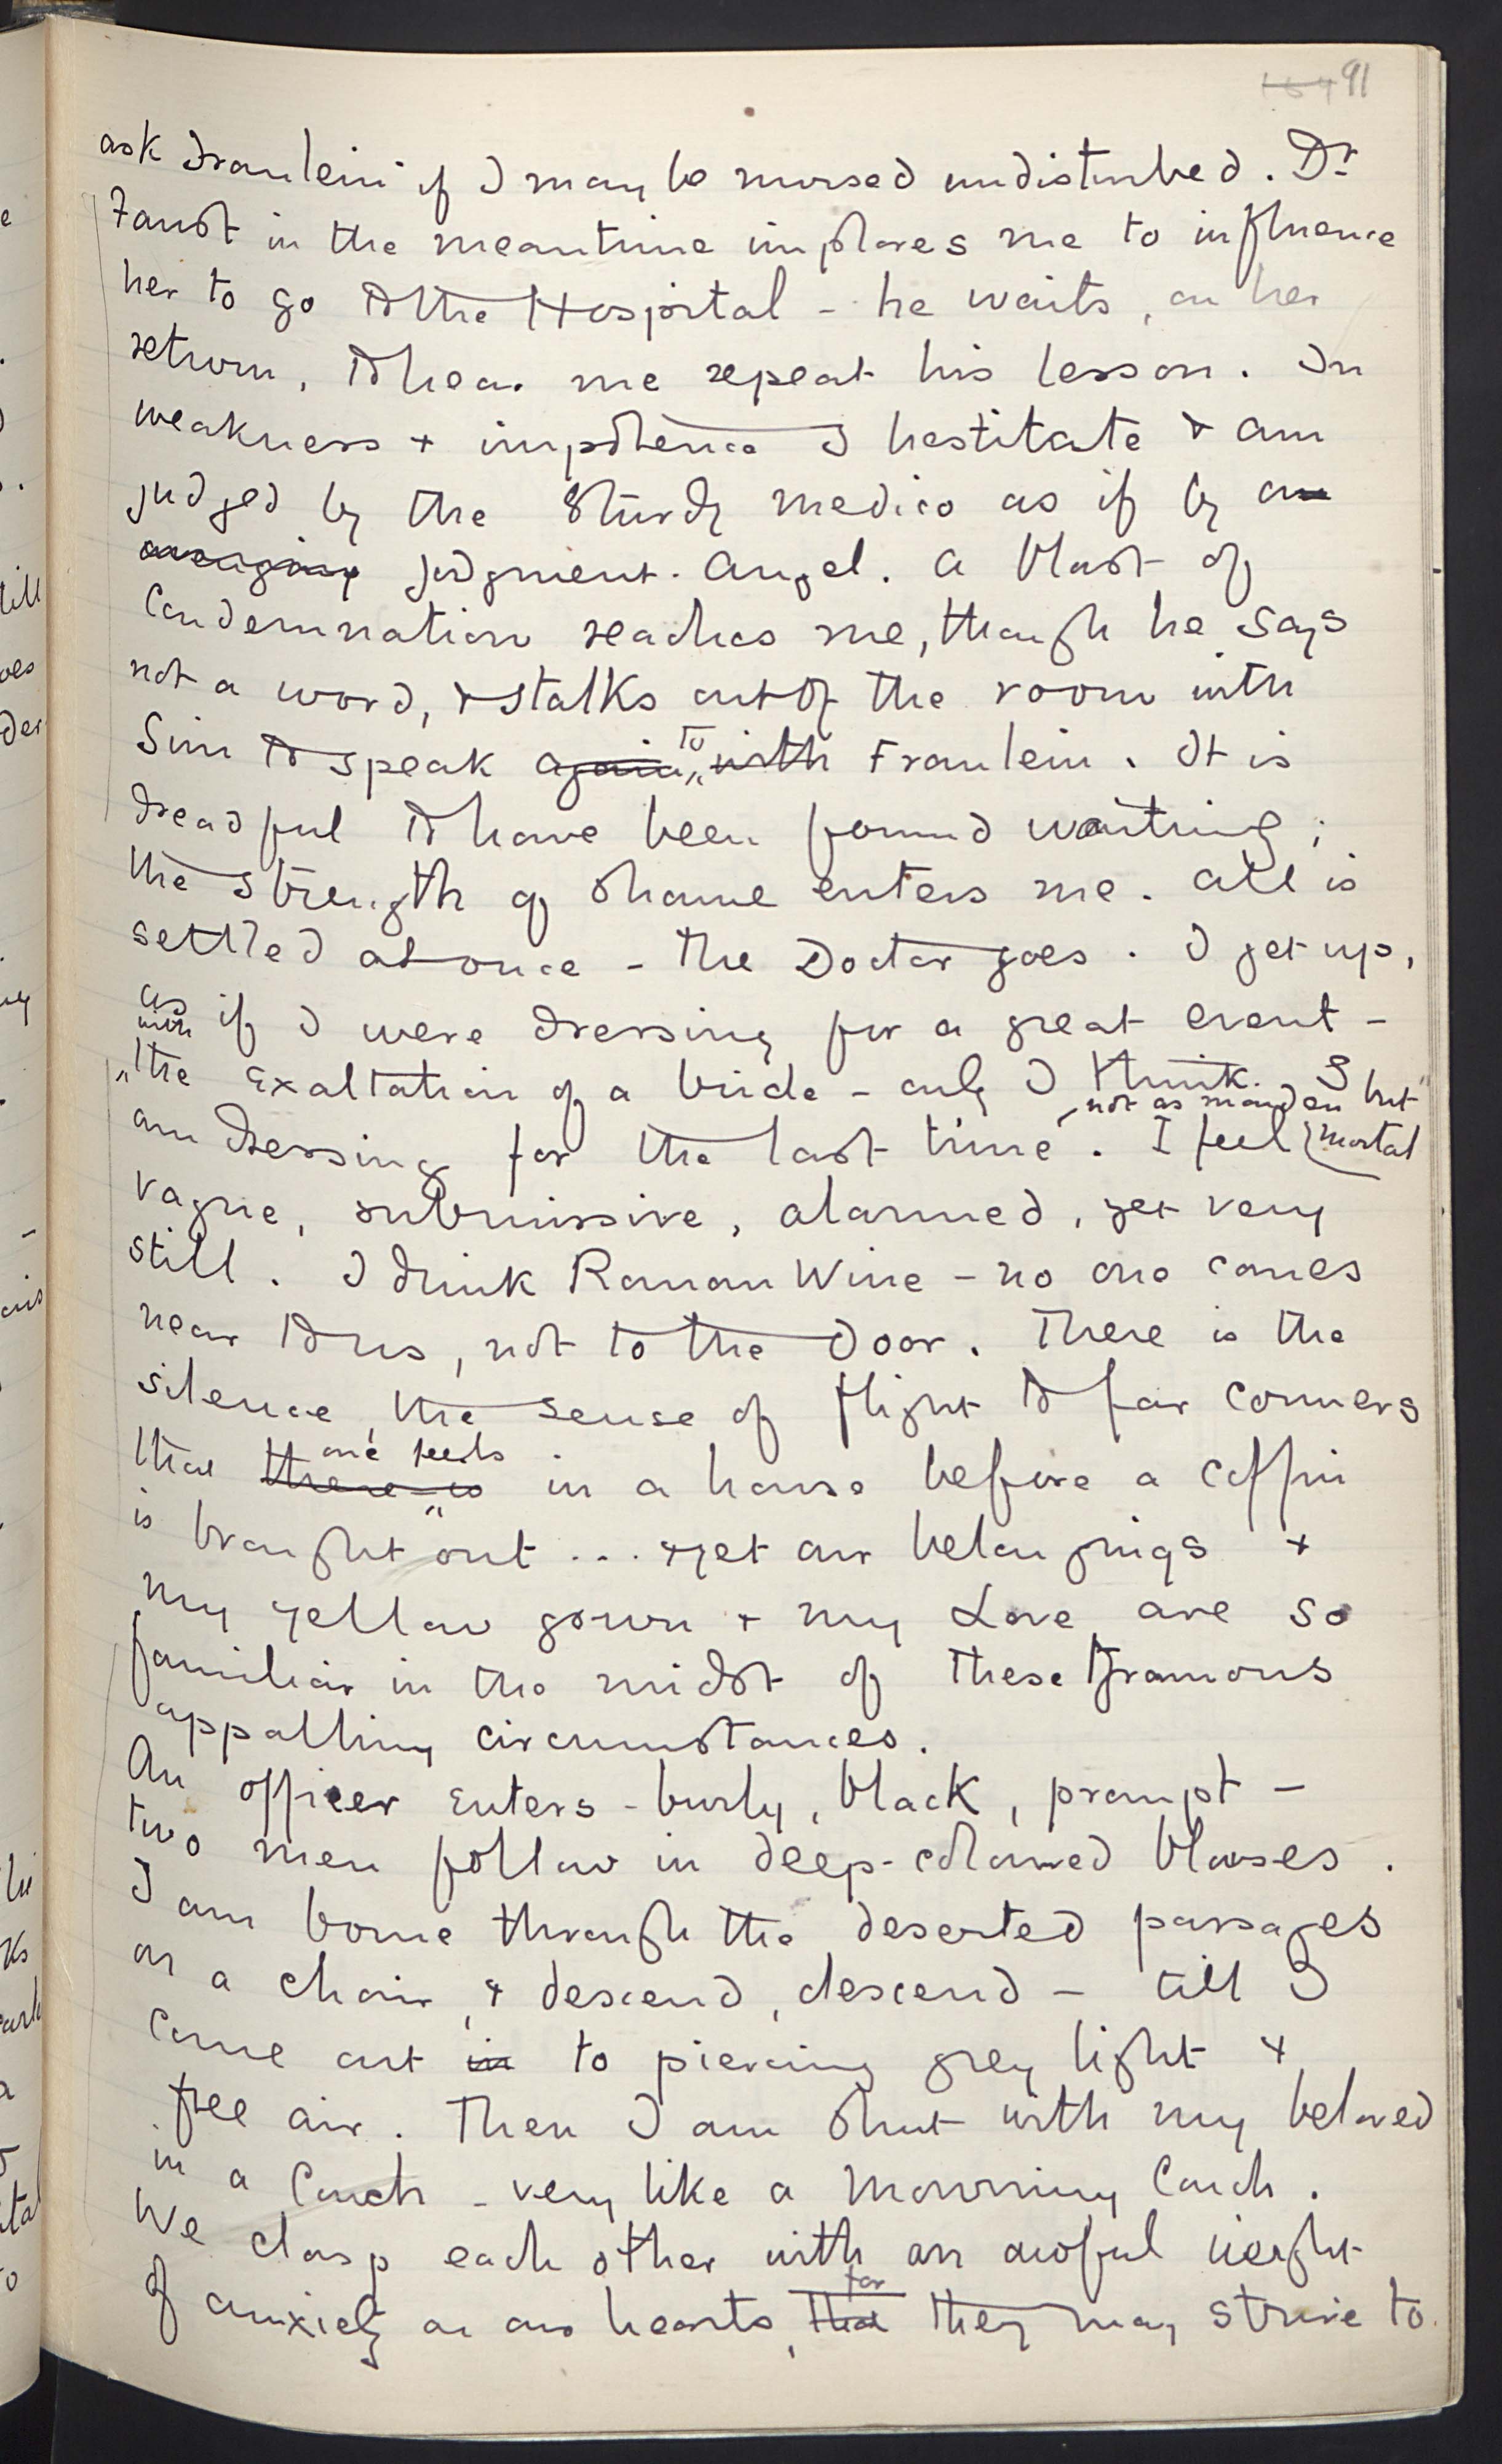 91
ask Fraulein if I may be nursed undisturbed. Dr
Faust in the meantime implores me to influence
her to go to the Hospital - he waits, on her
return, to hear me repeat his lesson. In
weakness + impotence I hestitate & am
judged by the sturdy medico as if by an
avenging judgment-angel. A blast of
condemnation reaches me, though he says
not a word, & stalks out of the room with
Sim to speak again to with Fraulein. It is
dreadful to have been found wanting;
the strength of shame enters me. All is
settled at once - the Doctor goes. I get up,
as if I were dressing for a great event -
with the exaltation of a bride - only I think I
am dressing for the last time. I feel not as maiden but mortal
vague, submissive, alarmed, yet very
still. I drink Roman Wine - no one comes
near to us, not to the door. There is the
silence, the sense of flight to far corners
that there is one feels in a house before a coffin
is brought out ... & yet our belongings +
my yellow gown + my Love are so
familiar in the midst of these
appalling circumstances.
An officer enters - burly, black, prompt -
two men follow in deep-coloured blouses.
I am borne through the deserted passages
on a chair, & descend, descend - till I
come out in to piercing grey light &
free air. Then I am shut with my beloved
in a Coach - very like a Mourning Coach.
We clasp each other with an awful weight
of anxiety on our hearts, that for they may strive to